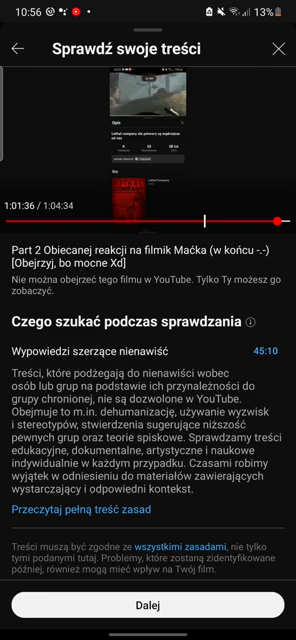 10:56
13%
Sprawdź swoje treści
Opis
Lethal company ale potwory są mądrzejsze
od nas
4
Gry
Lethal Company
1:01:36 / 1:04:34
Part 2 Obiecanej reakcji na filmik Maćka (w końcu -.-)
[Obejrzyj, bo mocne Xd]
Nie można obejrzeć tego filmu w YouTube. Tylko Ty możesz go
zobaczyć.
Czego szukać podczas sprawdzania
Wypowiedzi szerzące nienawiść 45:10
Treści, które podżegają do nienawiści wobec
osób lub grup na podstawie ich przynależności do
grupy chronionej, nie są dozwolone w YouTube.
Obejmuje to m.in. dehumanizację, używanie wyzwisk
i stereotypów, stwierdzenia sugerujące niższość
pewnych grup oraz teorie spiskowe. Sprawdzamy treści
edukacyjne, dokumentalne, artystyczne i naukowe
indywidualnie w każdym przypadku. Czasami robimy
wyjątek w odniesieniu do materiałów zawierających
wystarczający i odpowiedni kontekst.
Przeczytaj pełną treść zasad
Treści muszą być zgodne ze wszystkimi zasadami, nie tylko
tymi podanymi tutaj. Problemy, które zostaną zidentyfikowane
później, również mogą mieć wpływ na Twój film.
Dalej